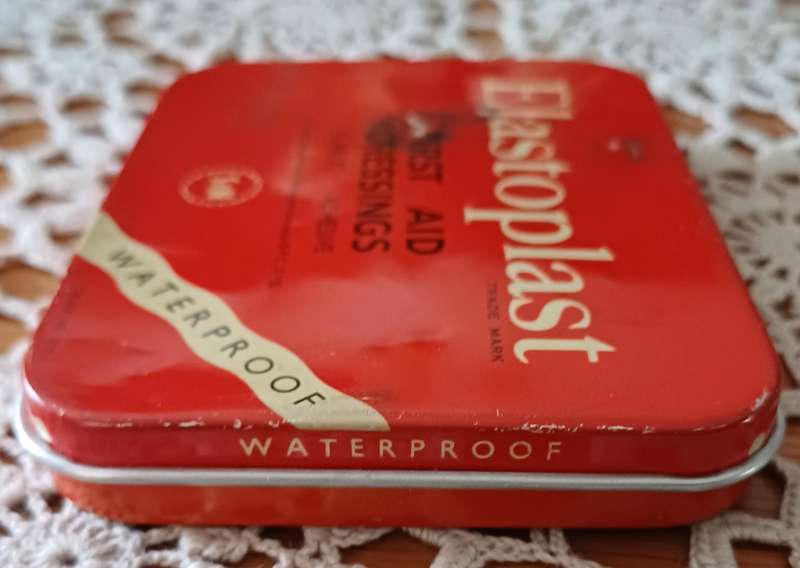 Elastoplast
TRADE MARK
FIRST AID
DRESSINGS
WATERPROOF
WATERPROOF